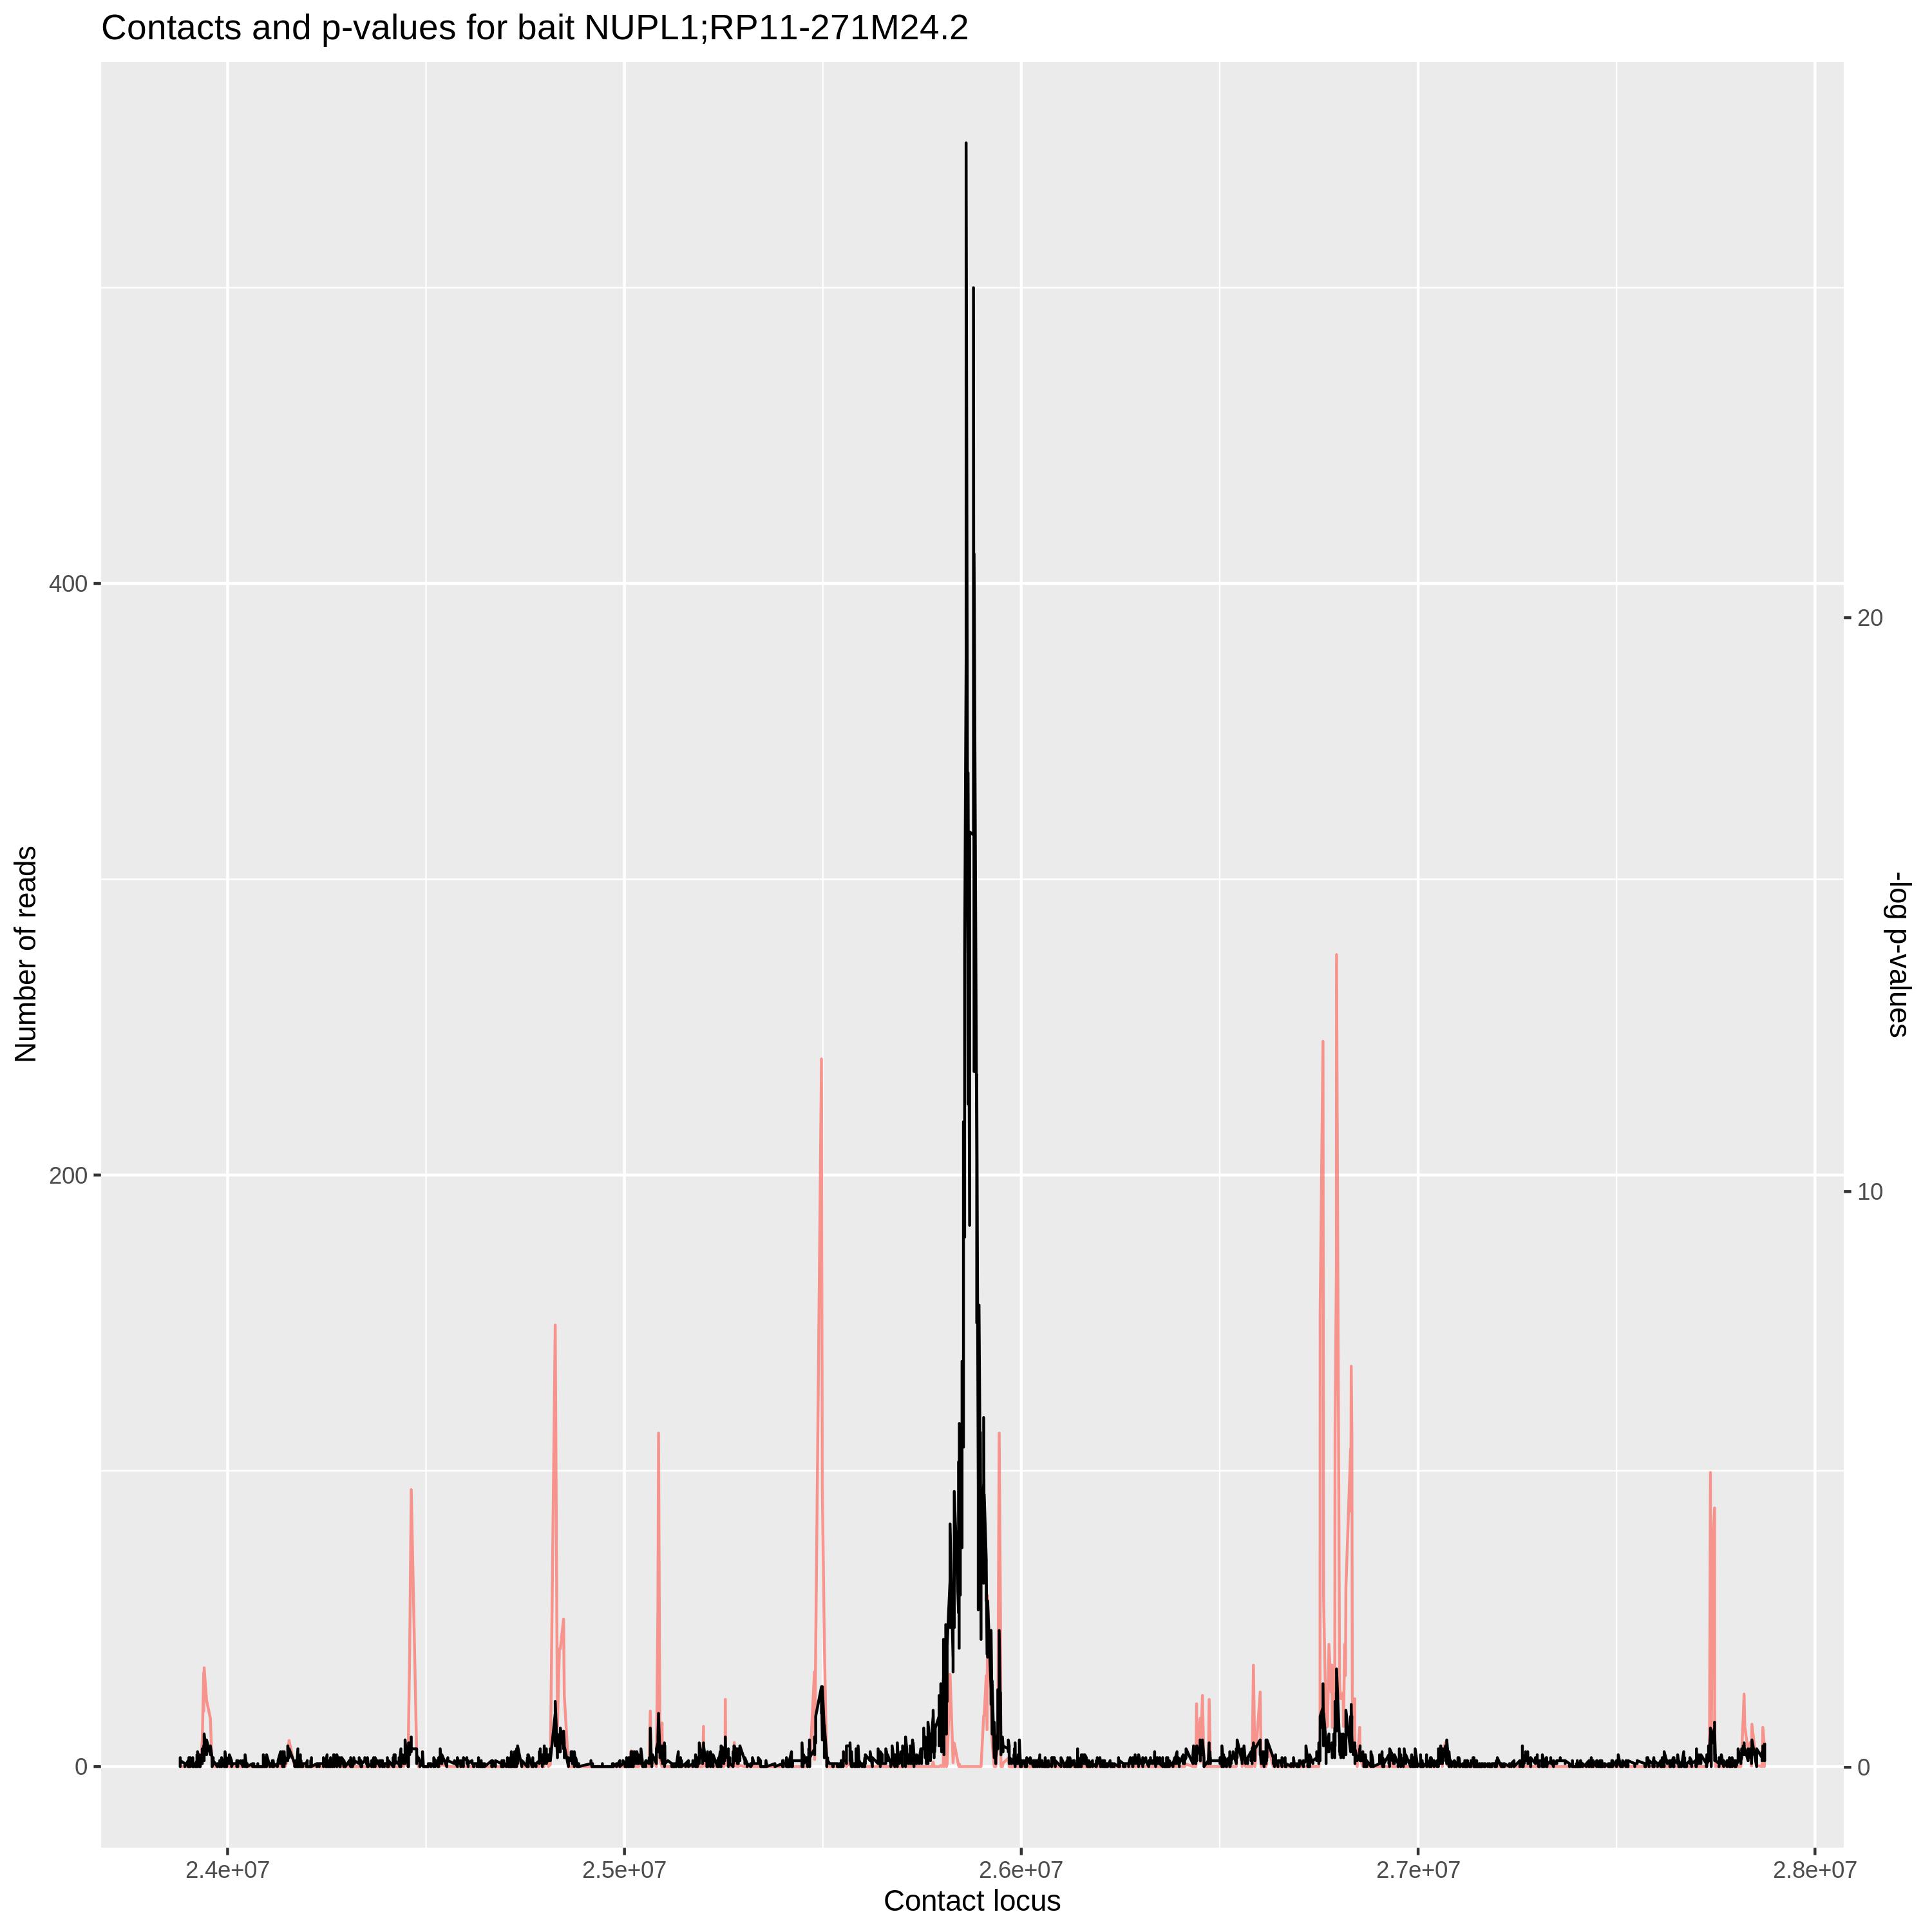 Contacts and p-values for bait NUPL1;RP11-271M24.2
400
200
0
Number of reads
20
10
0
-log p-values
2.4e+07
2.5e+07
2.6e+07
2.7e+07
2.8e+07
Contact locus